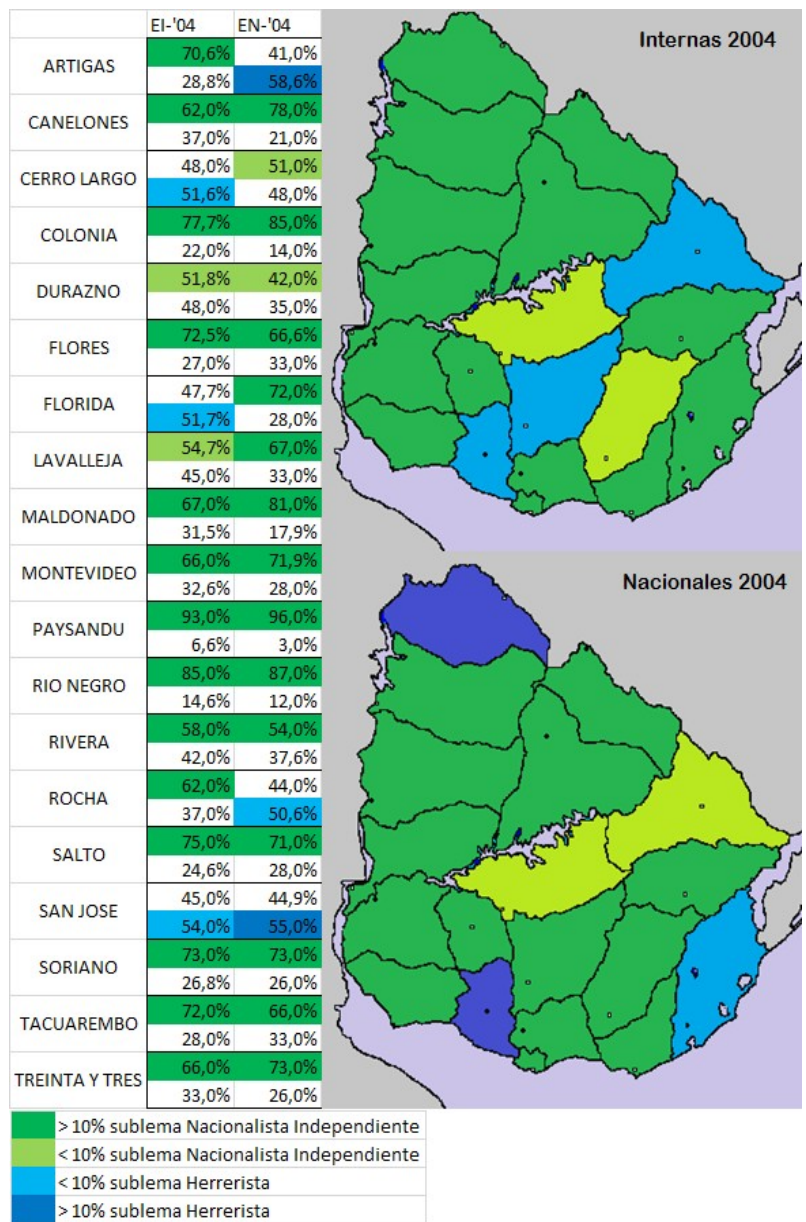 EI-'04 EN-'04
Internas 2004
ARTIGAS
70,6% 41,0%
28,8% 58,6%
CANELONES
62,0% 78,0%
37,0% 21,0%
CERRO LARGO
48,0% 51,0%
51,6% 48,0%
COLONIA
77,7% 85,0%
22,0% 14,0%
DURAZNO
51,8% 42,0%
48,0% 35,0%
FLORES
72,5% 66,6%
27,0% 33,0%
FLORIDA
47,7% 72,0%
51,7% 28,0%
LAVALLEJA
54,7% 67,0%
45,0% 33,0%
MALDONADO
67,0% 81,0%
31,5% 17,9%
MONTEVIDEO
66,0% 71,9%
32,6% 28,0%
Nacionales 2004
PAYSANDU
93,0% 96,0%
6,6% 3,0%
RIO NEGRO
85,0% 87,0%
14,6% 12,0%
RIVERA
58,0% 54,0%
42,0% 37,6%
ROCHA
62,0% 44,0%
37,0% 50,6%
SALTO
75,0% 71,0%
24,6% 28,0%
SAN JOSE
45,0% 44,9%
54,0% 55,0%
SORIANO
73,0% 73,0%
26,8% 26,0%
TACUAREMBO
72,0% 66,0%
28,0% 33,0%
TREINTA Y TRES
66,0% 73,0%
33,0% 26,0%
> 10% sublema Nacionalista Independiente
< 10% sublema Nacionalista Independiente
< 10% sublema Herrerista
> 10% sublema Herrerista